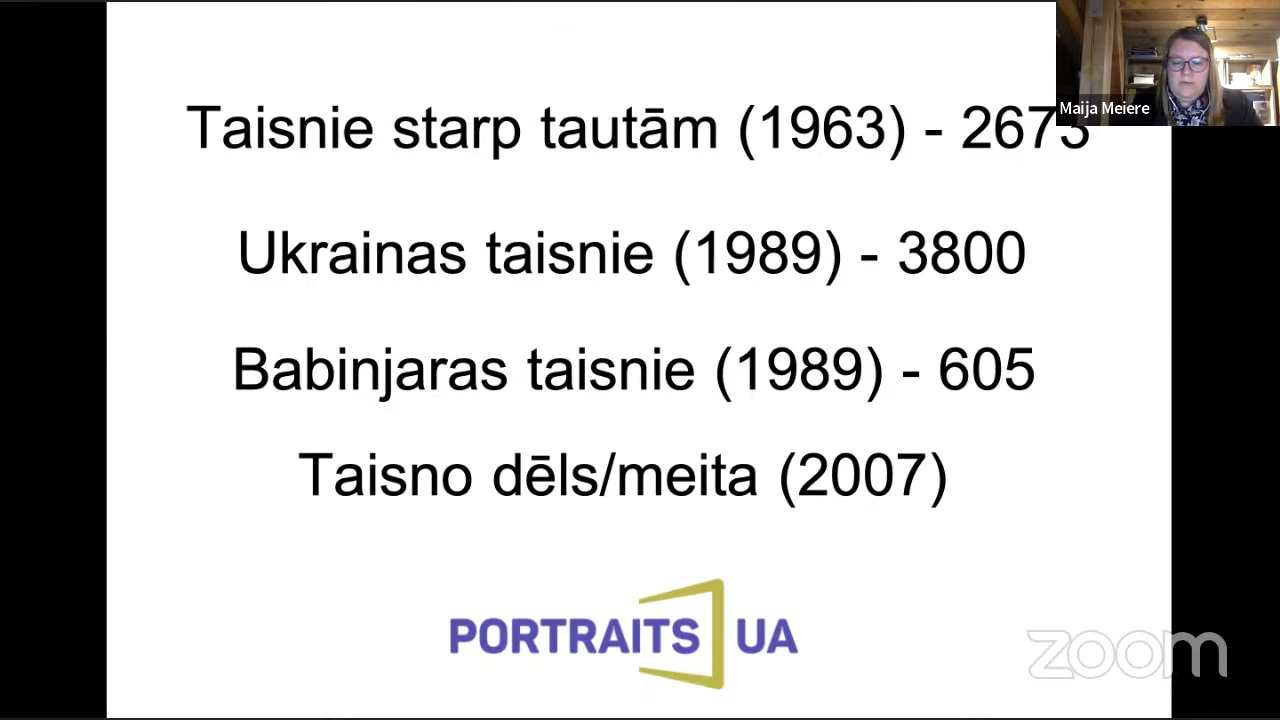 Taisnie starp tautām (1963) - 2673
Maija Meiere
Ukrainas taisnie (1989) - 3800
Babinjaras taisnie (1989) - 605
Taisno dēls/meita (2007)
PORTRAITS UA
zoom